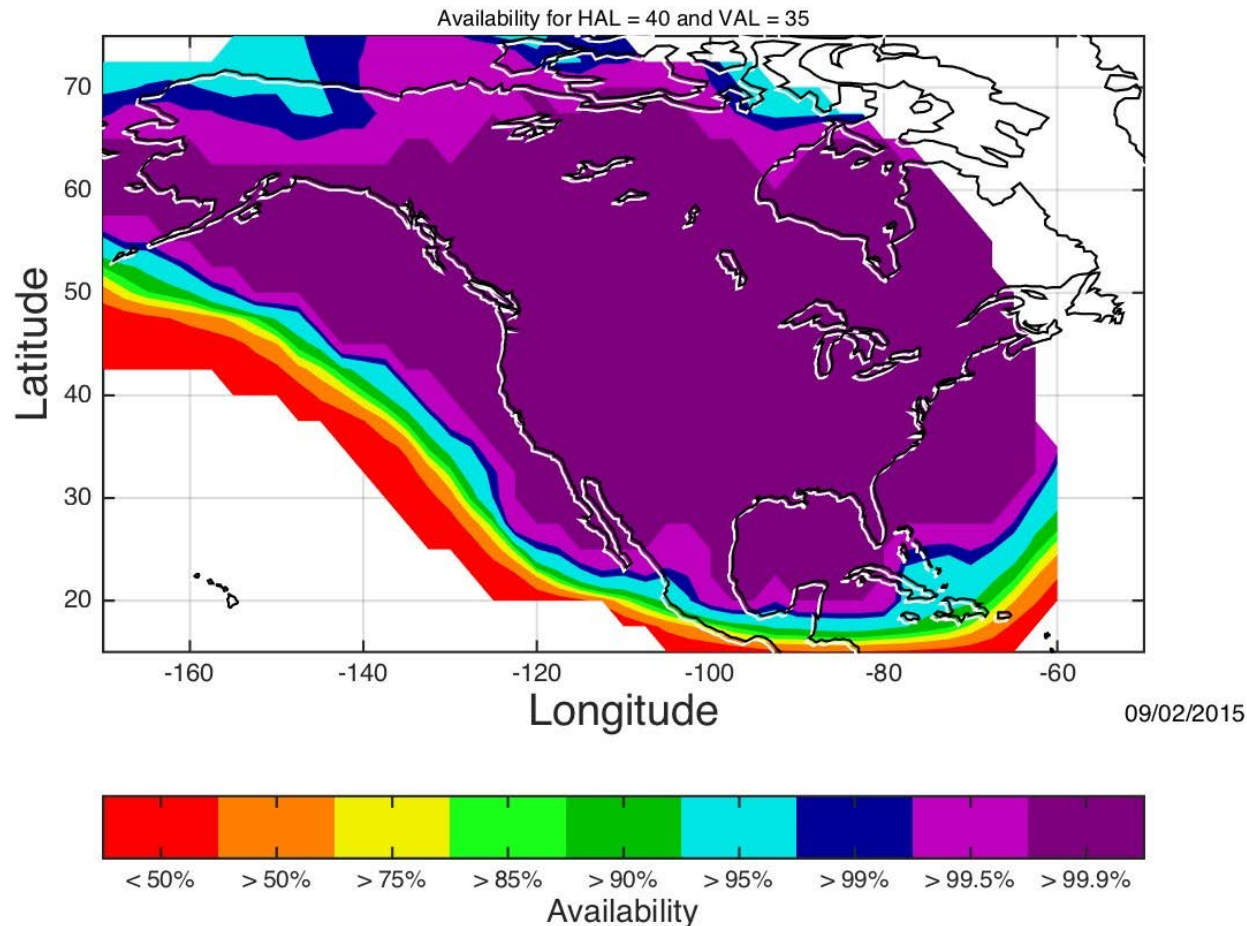 Availability for HAL = 40 and VAL = 35
70
60
50
40
30
20
Latitude
-160 -140 -120 -100 -80 -60
Longitude
09/02/2015
< 50% > 50% > 75% > 85% > 90% > 95% > 99% > 99.5% > 99.9%
Availability